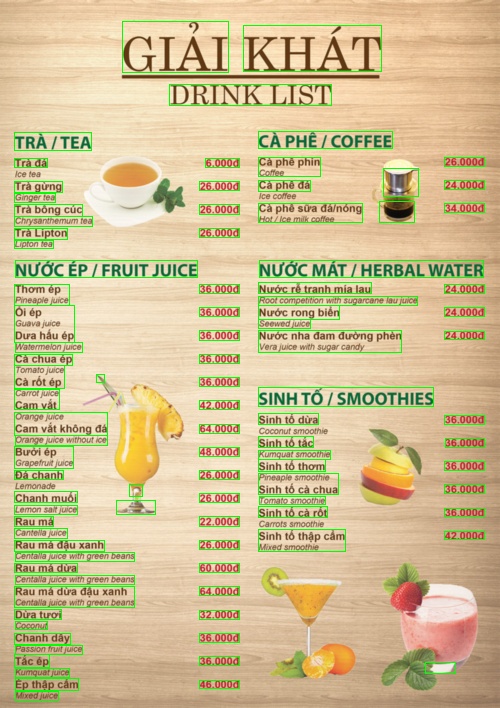 GIẢI KHÁT
DRINK LIST
TRÀ / TEA
Trà đá 6.000đ
Ice tea
Trà gừng 26.000đ
Ginger tea
Trà bông cúc 26.000đ
Chrysanthemum tea
Trà Lipton 26.000đ
Lipton tea
NƯỚC ÉP / FRUIT JUICE
Thơm ép 36.000đ
Pineaple juice
Ổi ép 36.000đ
Guava juice
Dưa hấu ép 36.000đ
Watermelon juice
Cà chua ép 36.000đ
Tomato juice
Cà rốt ép 36.000đ
Carrot juice
Cam vắt 42.000đ
Orange juice
Cam vắt không đá 64.000đ
Orange juice without ice
Bưởi ép 48.000đ
Grapefruit juice
Đá chanh 26.000đ
Lemonade
Chanh muối 26.000đ
Lemon salt juice
Rau má 22.000đ
Cantella juice
Rau má đậu xanh 26.000đ
Centalla juice with green beans
Rau má dừa 60.000đ
Centalla juice with green beans
Rau má dừa đậu xanh 64.000đ
Centalla juice with green beans
Dừa tươi 32.000đ
Coconut
Chanh dây 36.000đ
Passion fruit juice
Tắc ép 36.000đ
Kumquat juice
Ép thập cẩm 46.000đ
Mixed juice
CÀ PHÊ / COFFEE
Cà phê phin 26.000đ
Coffee
Cà phê đá 24.000đ
Ice coffee
Cà phê sữa đá/nóng 34.000đ
Hot / Ice milk coffee
NƯỚC MÁT / HERBAL WATER
Nước rễ tranh mía lau 24.000đ
Root competition with sugarcane lau juice
Nước rong biển 24.000đ
Seewed juice
Nước nha đam đường phèn 24.000đ
Vera juice with sugar candy
SINH TỐ / SMOOTHIES
Sinh tố dừa 36.000đ
Coconut smoothie
Sinh tố tắc 36.000đ
Kumquat smoothie
Sinh tố thơm 36.000đ
Pineaple smoothie
Sinh tố cà chua 36.000đ
Tomato smoothie
Sinh tố cà rốt 36.000đ
Carrots smoothie
Sinh tố thập cẩm 42.000đ
Mixed smoothie